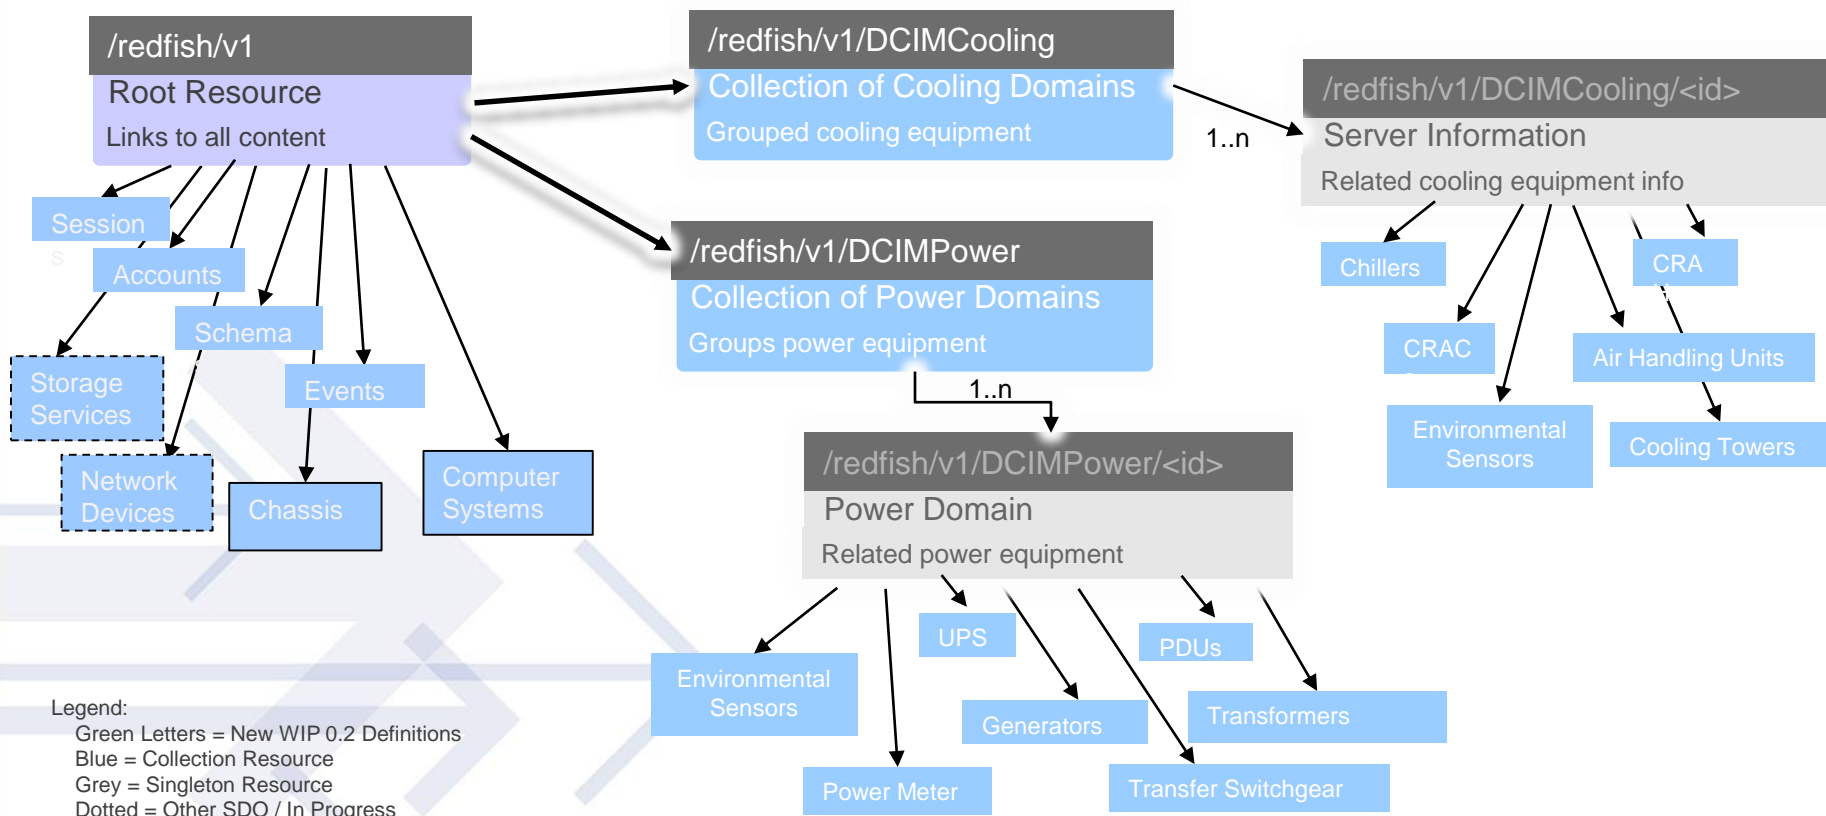 /redfish/v1
Root Resource
Links to all content
/redfish/v1/DCIMCooling
Collection of Cooling Domains
Grouped cooling equipment
1..n
/redfish/v1/DCIMCooling/<id>
Server Information
Related cooling equipment info
Session
s
Accounts
Schema
Storage
Services
Events
Network
Devices
Chassis
Computer
Systems
/redfish/v1/DCIMPower
Collection of Power Domains
Groups power equipment
1..n
Chillers
CRA
CRAC
Air Handling Units
Environmental
Sensors
Cooling Towers
/redfish/v1/DCIMPower/<id>
Power Domain
Related power equipment
UPS
PDUs
Environmental
Sensors
Generators
Transformers
Power Meter
Transfer Switchgear
Legend:
Green Letters = New WIP 0.2 Definitions
Blue = Collection Resource
Grey = Singleton Resource
Dotted = Other SDO / In Progress